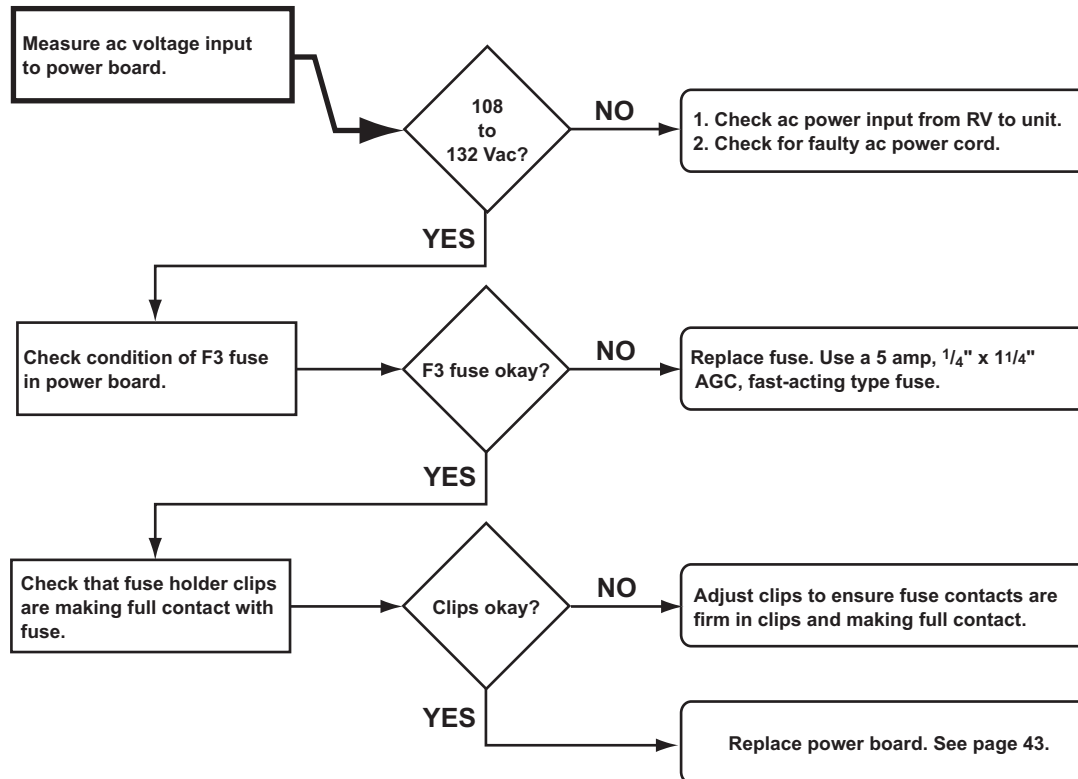 Measure ac voltage input
to power board.
108
to
132 Vac?
NO
1. Check ac power input from RV to unit.
2. Check for faulty ac power cord.
YES
Check condition of F3 fuse
in power board.
F3 fuse okay?
NO
Replace fuse. Use a 5 amp, 1/4" x 11/4"
AGC, fast-acting type fuse.
YES
Check that fuse holder clips
are making full contact with
fuse.
Clips okay?
NO
Adjust clips to ensure fuse contacts are
firm in clips and making full contact.
YES
Replace power board. See page 43.